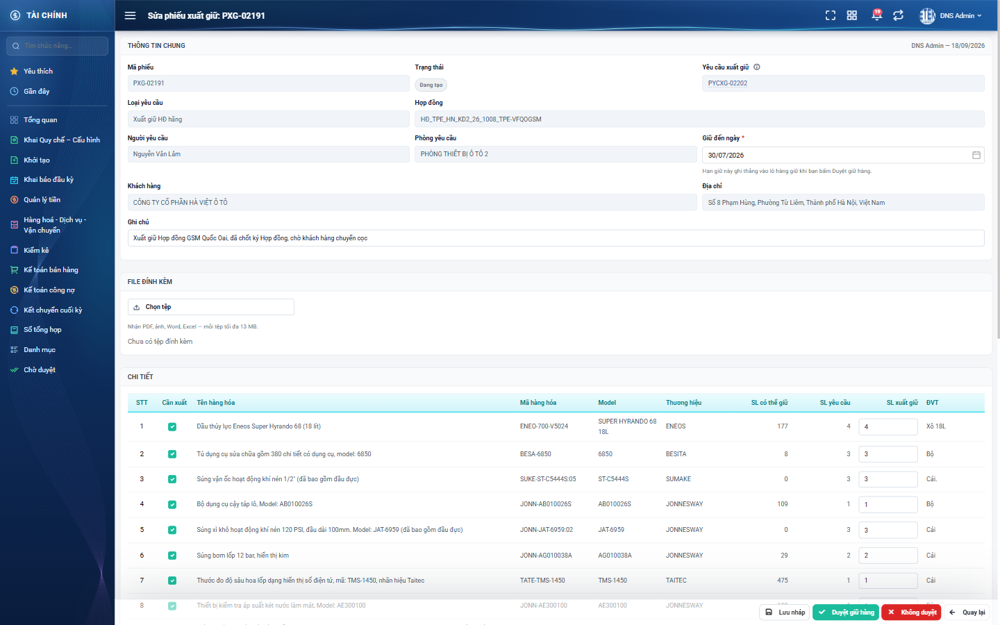 TÀI CHÍNH
Sửa phiếu xuất giữ: PXG-02191
19
DNS Admin
Tìm chức năng...
Yêu thích
Gần đây
Tổng quan
Khai Quy chế – Cấu hình
Khởi tạo
Khai báo đầu kỳ
Quản lý tiền
Hàng hoá - Dịch vụ -
Vận chuyển
Kiểm kê
Kế toán bán hàng
Kế toán công nợ
Kết chuyển cuối kỳ
Sổ tổng hợp
Danh mục
Chờ duyệt
THÔNG TIN CHUNG
DNS Admin — 18/09/2026
Mã phiếu
Trạng thái
Yêu cầu xuất giữ
PXG-02191
Đang tạo
PYCXG-02202
Loại yêu cầu
Hợp đồng
Xuất giữ HĐ hãng
HĐ_TPE_HN_KD2_26_1008_TPE-VFQOGSM
Người yêu cầu
Phòng yêu cầu
Giữ đến ngày *
Nguyễn Văn Lâm
PHÒNG THIẾT BỊ Ô TÔ 2
30/07/2026
Hạn giữ này ghi thẳng vào lô hàng giữ khi bạn bấm Duyệt giữ hàng.
Khách hàng
Địa chỉ
CÔNG TY CỔ PHẦN HÀ VIỆT Ô TÔ
Số 8 Phạm Hùng, Phường Từ Liêm, Thành phố Hà Nội, Việt Nam
Ghi chú
Xuất giữ Hợp đồng GSM Quốc Oai, đã chốt ký Hợp đồng, chờ khách hàng chuyển cọc
FILE ĐÍNH KÈM
Chọn tệp
Nhận PDF, ảnh, Word, Excel — mỗi tệp tối đa 13 MB.
Chưa có tệp đính kèm
CHI TIẾT
STT Cần xuất Tên hàng hóa Mã hàng hóa Model Thương hiệu SL có thể giữ SL yêu cầu SL xuất giữ ĐVT
1 Dầu thủy lực Eneos Super Hyrando 68 (18 lít) ENEO-700-V5024 SUPER HYRANDO 68 18L ENEOS 177 4 4 Xô 18L
2 Tủ dụng cụ sửa chữa gồm 380 chi tiết có dụng cụ, model: 6850 BESA-6850 6850 BESITA 8 3 3 Bộ
3 Súng vặn ốc hoạt động khí nén 1/2" (đã bao gồm đầu đực) SUKE-ST-C5444S:05 ST-C5444S SUMAKE 0 3 3 Cái.
4 Bộ dụng cụ cậy táp lô, Model: AB010026S JONN-AB010026S AB010026S JONNESWAY 109 1 1 Bộ
5 Súng xì khô hoạt động khí nén 120 PSI, đầu dài 100mm. Model: JAT-6959 (đã bao gồm đầu đực) JONN-JAT-6959:02 JAT-6959 JONNESWAY 0 3 3 Cái
6 Súng bơm lốp 12 bar, hiển thị kim JONN-AG010038A AG010038A JONNESWAY 29 2 2 Cái
7 Thước đo độ sâu hoa lốp dạng hiển thị số điện tử, mã: TMS-1450, nhãn hiệu Taitec TATE-TMS-1450 TMS-1450 TAITEC 475 1 1 Cái
8 Thiết bị kiểm tra áp suất két nước làm mát, Model: AE300100 JONN-AE300100 AE300100 JONNESWAY
Lưu nháp
Duyệt giữ hàng
Không duyệt
Quay lại